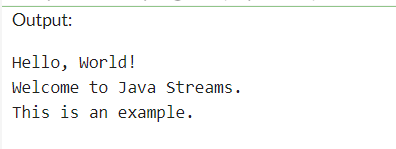 Output:
Hello, World!
Welcome to Java Streams.
This is an example.